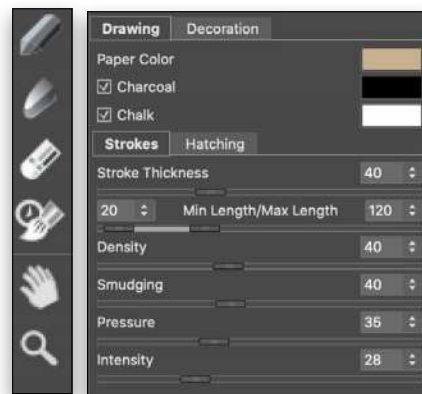 Drawing Decoration
Paper Color
Charcoal
Chalk
Strokes Hatching
Stroke Thickness 40
20 Min Length/Max Length 120
Density 40
Smudging 40
Pressure 35
Intensity 28